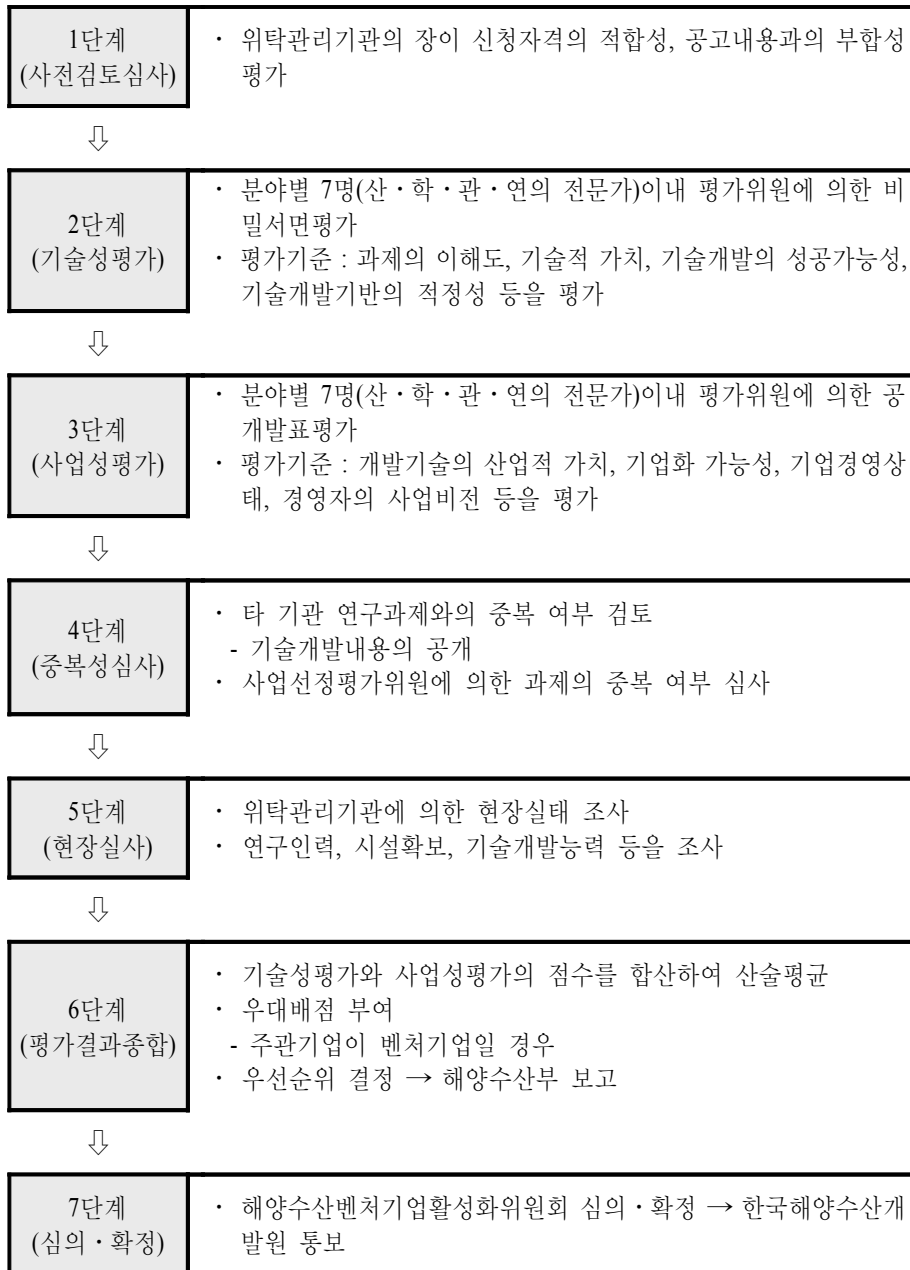 1단계
(사전검토심사)
· 위탁관리기관의 장이 신청자격의 적합성, 공고내용과의 부합성
평가
⇩
2단계
(기술성평가)
· 분야별 7명(산·학·관·연의 전문가)이내 평가위원에 의한 비
밀서면평가
· 평가기준 : 과제의 이해도, 기술적 가치, 기술개발의 성공가능성,
기술개발기반의 적정성 등을 평가
⇩
3단계
(사업성평가)
· 분야별 7명(산·학·관·연의 전문가)이내 평가위원에 의한 공
개발표평가
· 평가기준 : 개발기술의 산업적 가치, 기업화 가능성, 기업경영상
태, 경영자의 사업비전 등을 평가
⇩
4단계
(중복성심사)
· 타 기관 연구과제와의 중복 여부 검토
- 기술개발내용의 공개
· 사업선정평가위원에 의한 과제의 중복 여부 심사
⇩
5단계
(현장실사)
· 위탁관리기관에 의한 현장실태 조사
· 연구인력, 시설확보, 기술개발능력 등을 조사
⇩
6단계
(평가결과종합)
· 기술성평가와 사업성평가의 점수를 합산하여 산술평균
· 우대배점 부여
- 주관기업이 벤처기업일 경우
· 우선순위 결정 → 해양수산부 보고
⇩
7단계
(심의·확정)
· 해양수산벤처기업활성화위원회 심의·확정 → 한국해양수산개
발원 통보